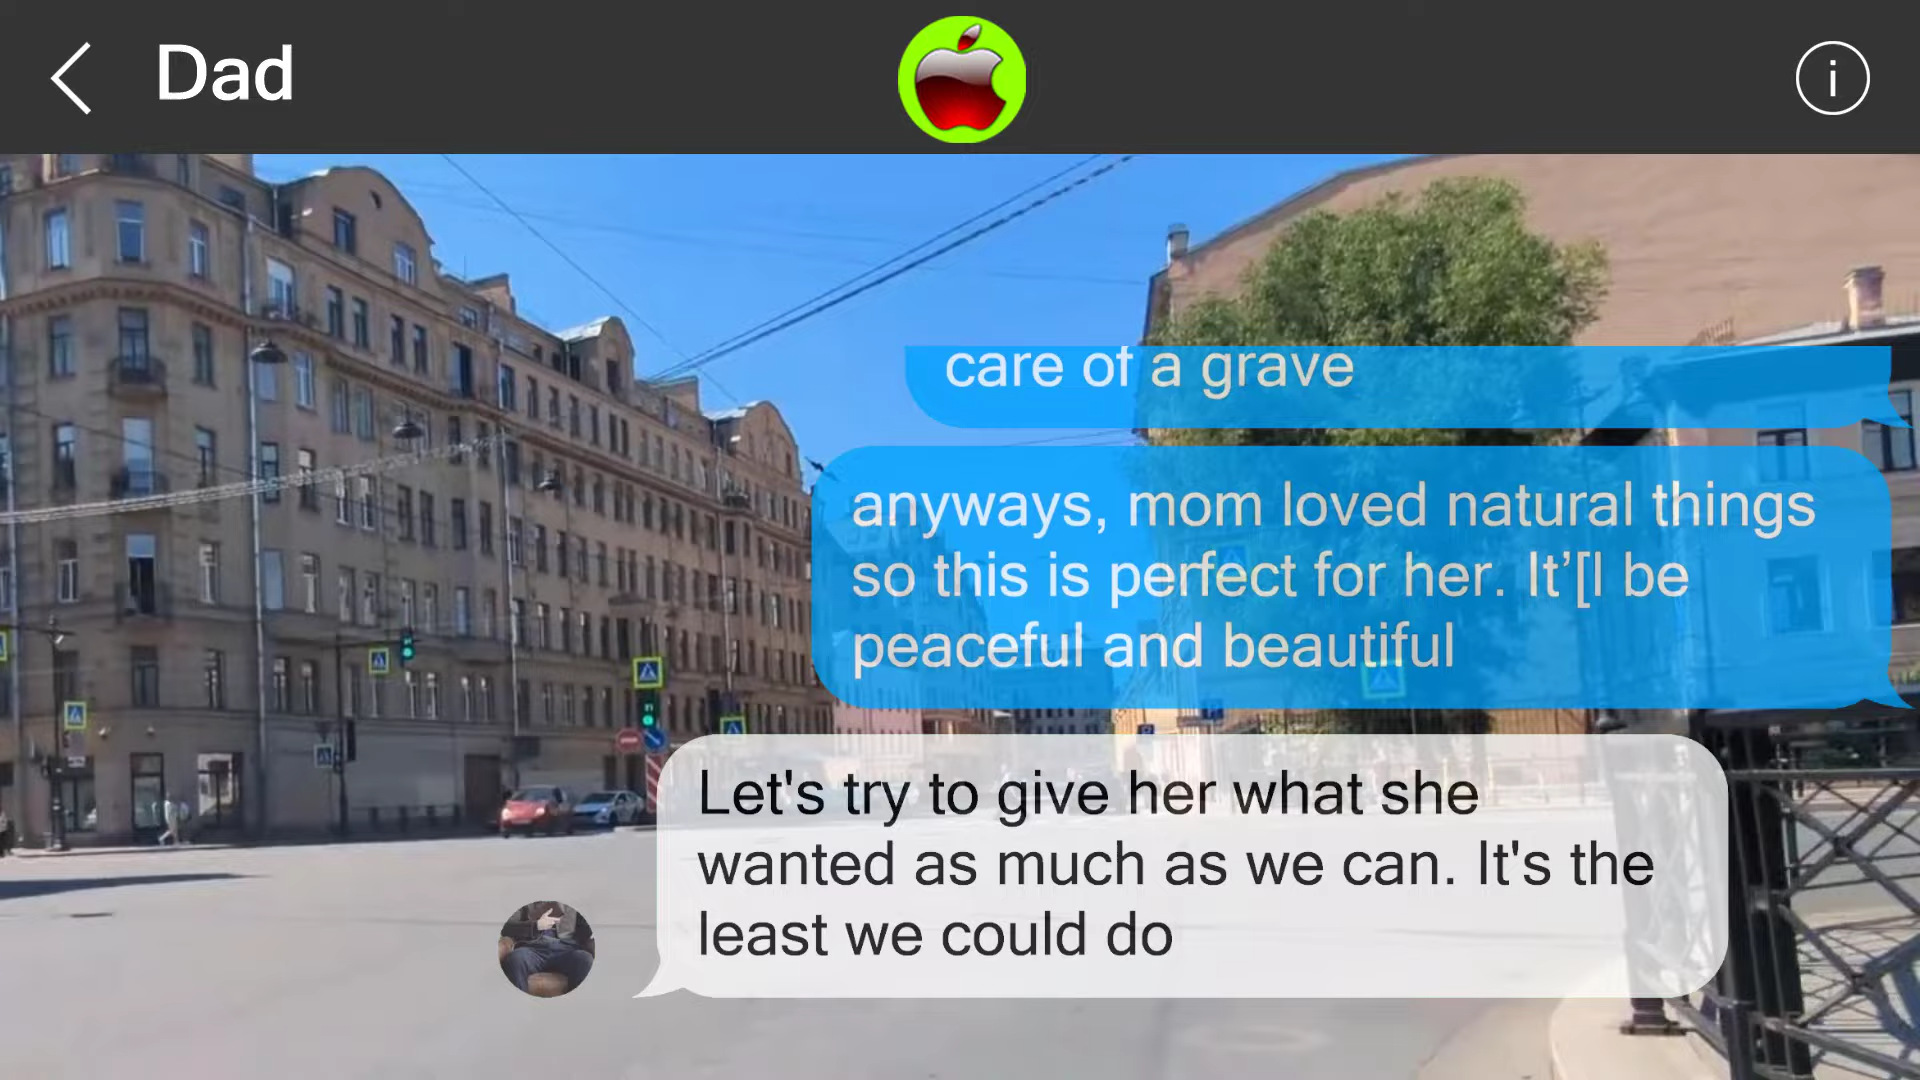 Dad
care of a grave
anyways, mom loved natural things
so this is perfect for her. It’[l be
peaceful and beautiful
Let's try to give her what she
wanted as much as we can. It's the
least we could do